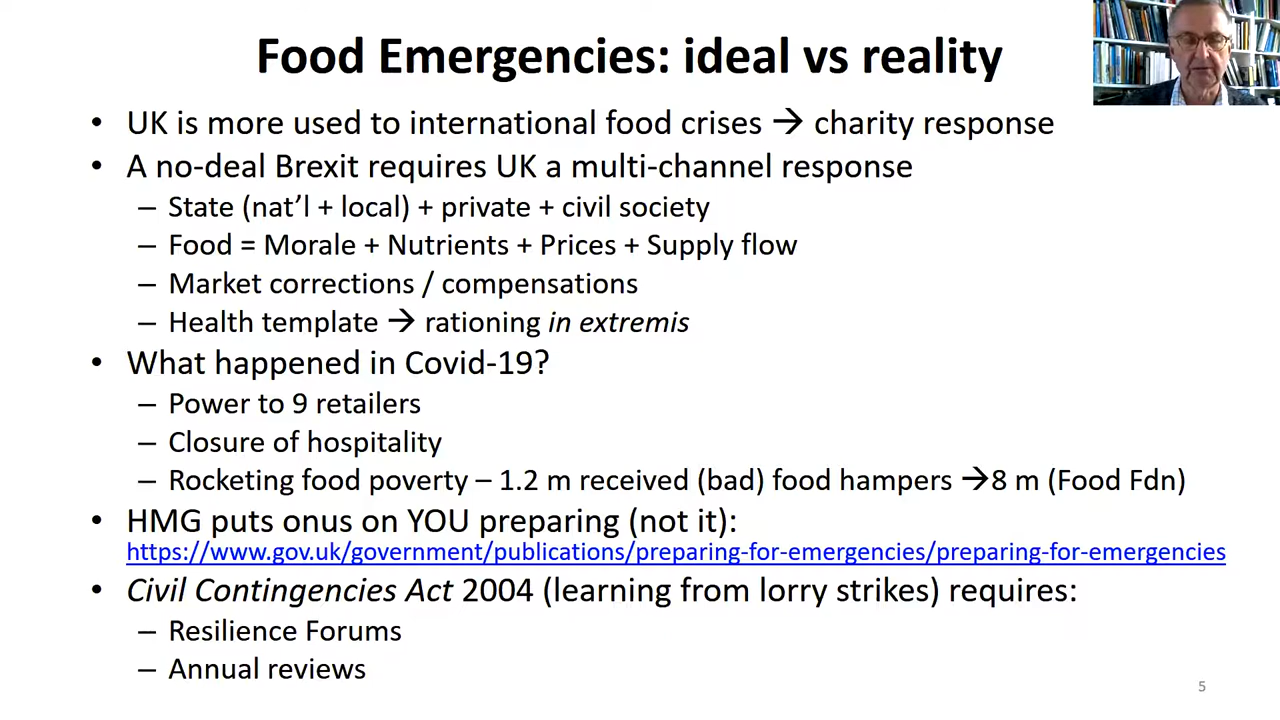 Food Emergencies: ideal vs reality
• UK is more used to international food crises → charity response
• A no-deal Brexit requires UK a multi-channel response
– State (nat’l + local) + private + civil society
– Food = Morale + Nutrients + Prices + Supply flow
– Market corrections / compensations
– Health template → rationing in extremis
• What happened in Covid-19?
– Power to 9 retailers
– Closure of hospitality
– Rocketing food poverty – 1.2 m received (bad) food hampers →8 m (Food Fdn)
• HMG puts onus on YOU preparing (not it):
https://www.gov.uk/government/publications/preparing-for-emergencies/preparing-for-emergencies
• Civil Contingencies Act 2004 (learning from lorry strikes) requires:
– Resilience Forums
– Annual reviews
5